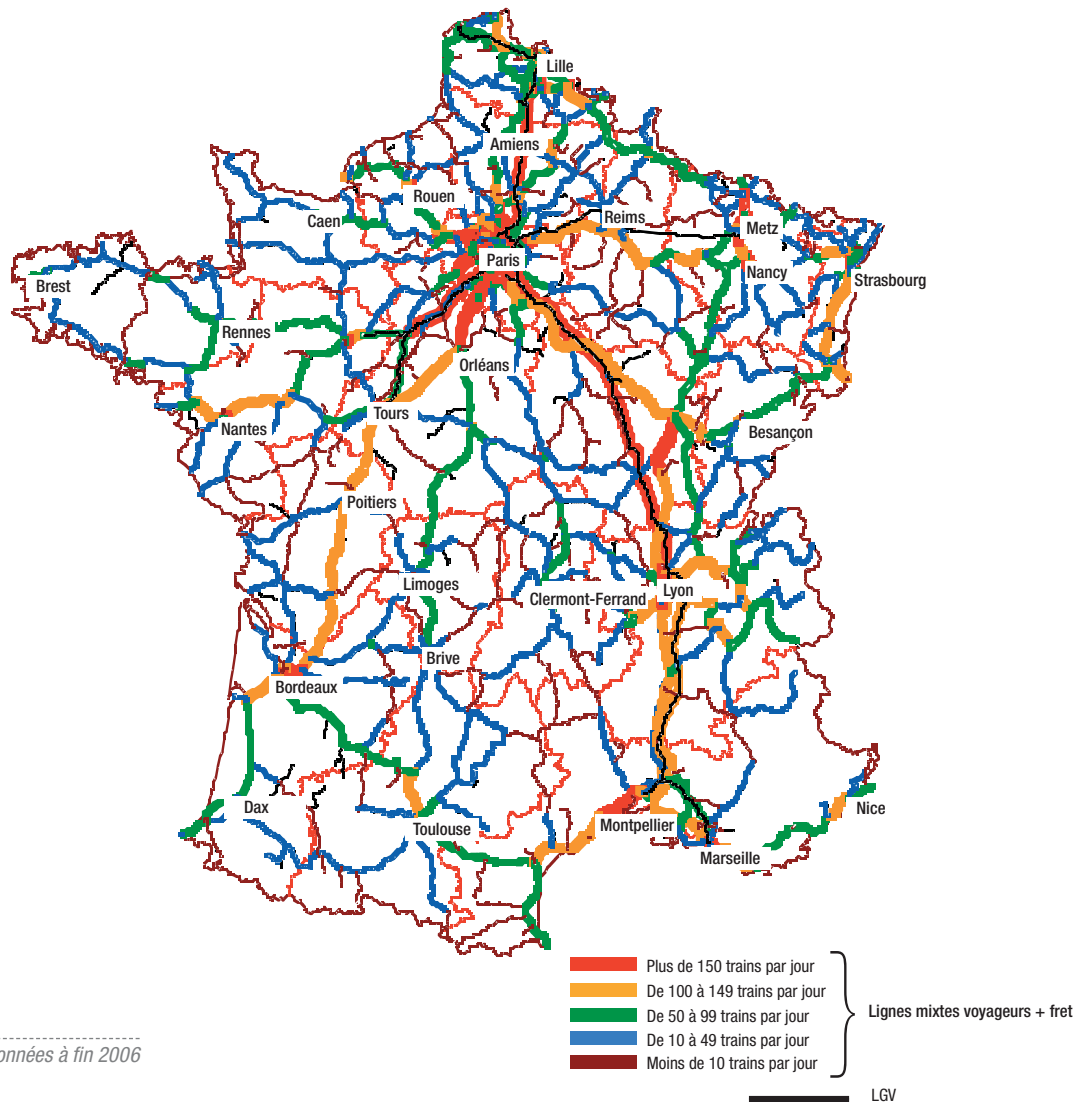 Lille
Amiens
Rouen
Reims
Caen
Metz
Paris
Nancy
Brest
Strasbourg
Rennes
Orléans
Tours
Nantes
Besançon
Poitiers
Limoges
Clermont-Ferrand
Lyon
Brive
Bordeaux
Dax
Nice
Montpellier
Toulouse
Marseille
Plus de 150 trains par jour
De 100 à 149 trains par jour
De 50 à 99 trains par jour
De 10 à 49 trains par jour
Moins de 10 trains par jour
Lignes mixtes voyageurs + fret
onnées à fin 2006
LGV